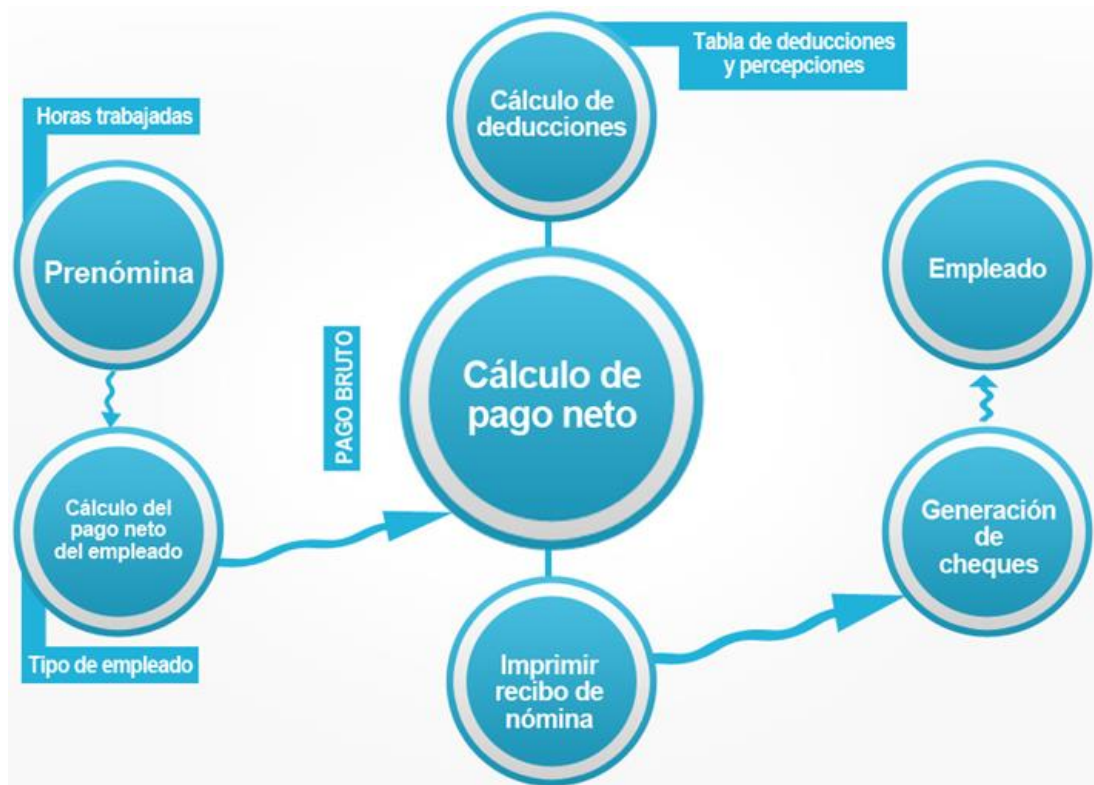 Horas trabajadas
Prenómina
Cálculo del
pago neto
del empleado
Tipo de empleado
PAGO BRUTO
Tabla de deducciones
y percepciones
Cálculo de
deducciones
Cálculo de
pago neto
Imprimir
recibo de
nómina
Generación
de
cheques
Empleado